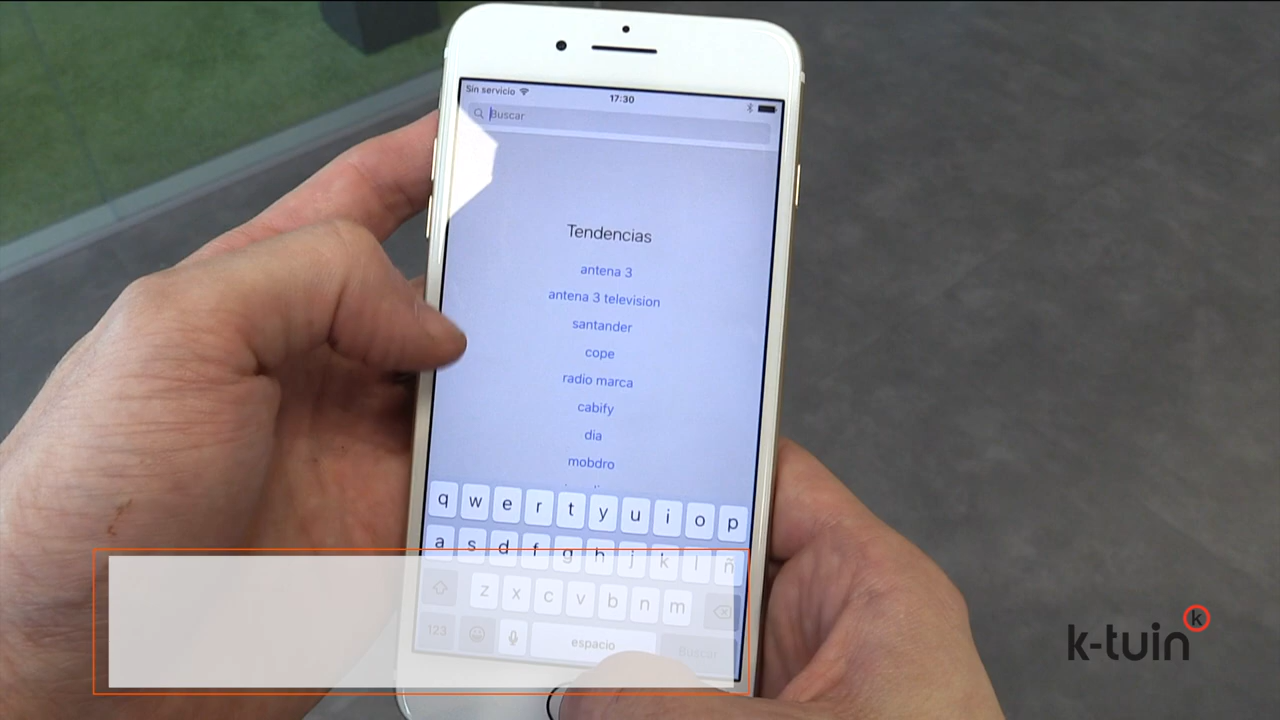 Sin servicio
17:30
Buscar
Tendencias
antena 3
antena 3 television
santander
cope
radio marca
cabify
dia
mobdro
q w e r t y u i o p
a s d f g h j k l ñ
z x c v b n m
123
espacio
Buscar
k-tuin
k